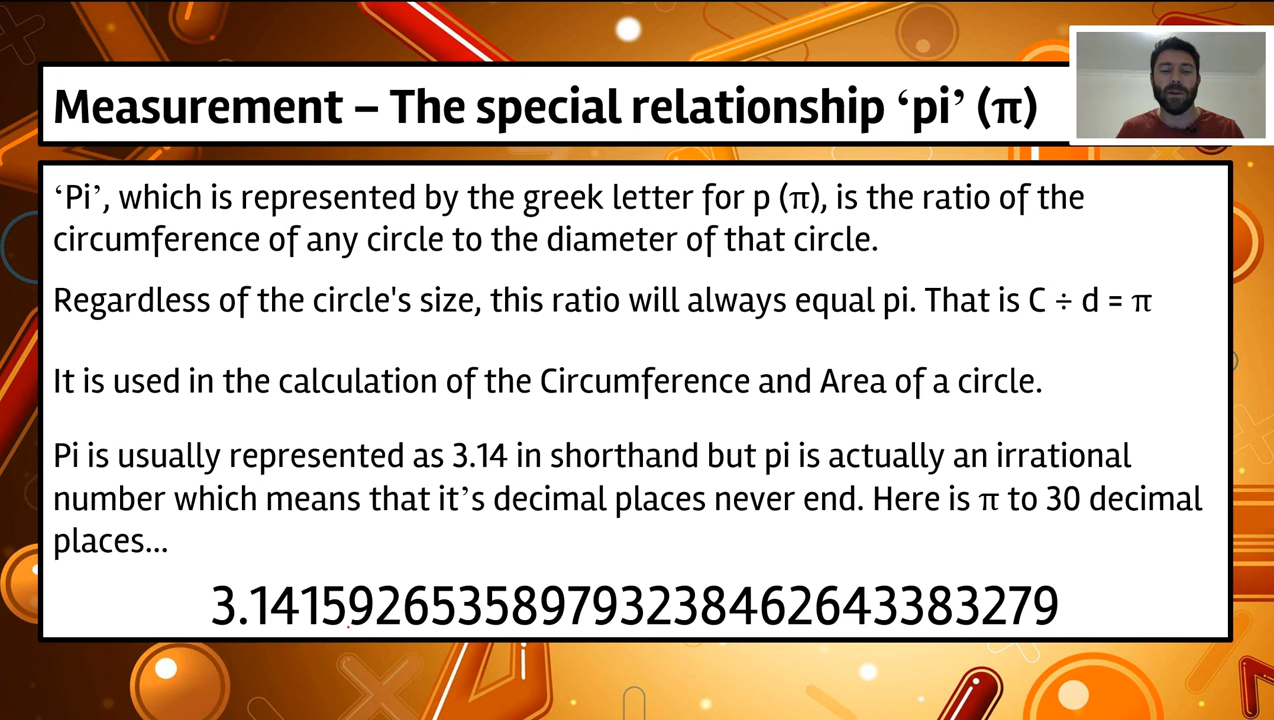 Measurement – The special relationship ‘pi’ (π)
‘Pi’, which is represented by the greek letter for p (π), is the ratio of the
circumference of any circle to the diameter of that circle.
Regardless of the circle's size, this ratio will always equal pi. That is C ÷ d = π
It is used in the calculation of the Circumference and Area of a circle.
Pi is usually represented as 3.14 in shorthand but pi is actually an irrational
number which means that it’s decimal places never end. Here is π to 30 decimal
places...
3.141592653589793238462643383279